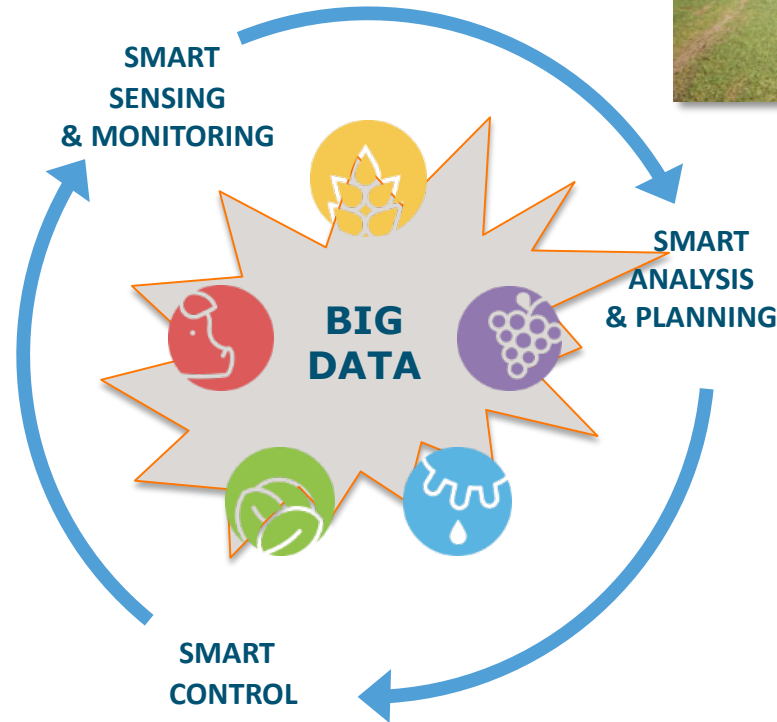 SMART
SENSING
& MONITORING
SMART
ANALYSIS
& PLANNING
BIG
DATA
SMART
CONTROL